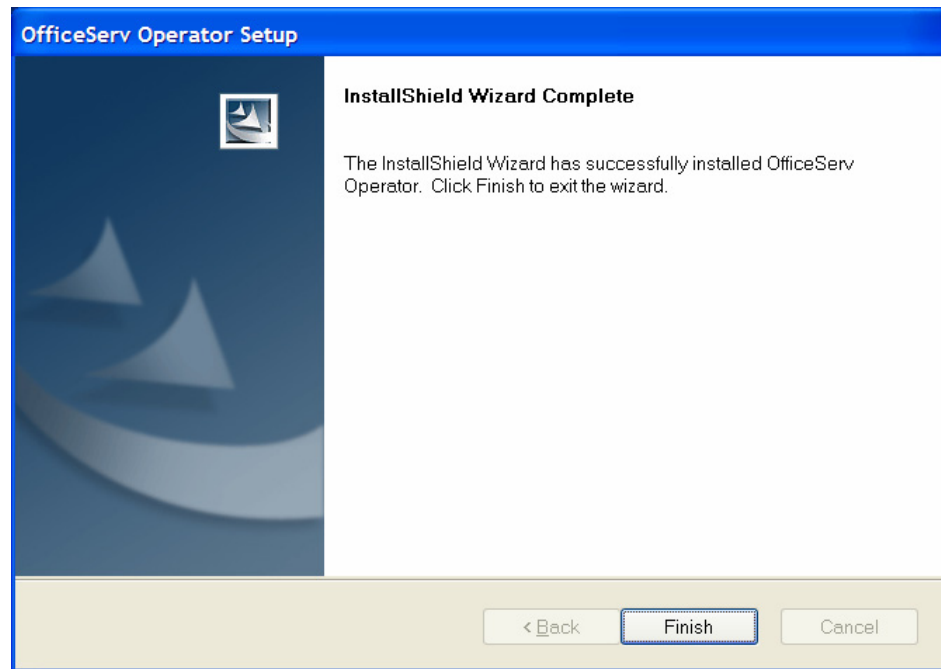 OfficeServ Operator Setup
InstallShield Wizard Complete
The InstallShield Wizard has successfully installed OfficeServ
Operator. Click Finish to exit the wizard.
< Back Finish Cancel